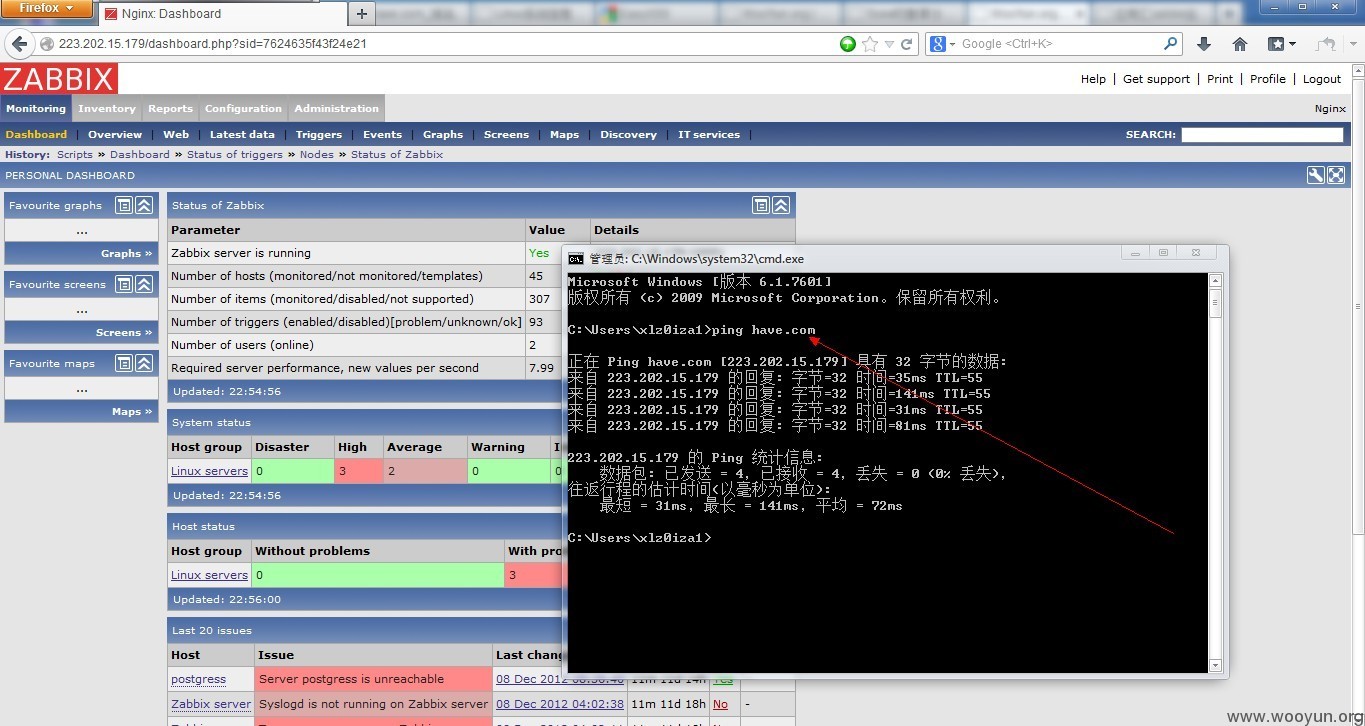 Firefox
Nginx: Dashboard
223.202.15.179/dashboard.php?sid=7624635f43f24e21
Google <Ctrl+K>
ZABBIX
Help | Get support | Print | Profile | Logout
Monitoring Inventory Reports Configuration Administration
Nginx
Dashboard | Overview | Web | Latest data | Triggers | Events | Graphs | Screens | Maps | Discovery | IT services |
SEARCH:
History: Scripts » Dashboard » Status of triggers » Nodes » Status of Zabbix
PERSONAL DASHBOARD
Favourite graphs
...
Graphs »
Favourite screens
...
Screens »
Favourite maps
...
Maps »
Status of Zabbix
Parameter Value Details
Zabbix server is running Yes
Number of hosts (monitored/not monitored/templates) 45
Number of items (monitored/disabled/not supported) 307
Number of triggers (enabled/disabled)[problem/unknown/ok] 93
Number of users (online) 2
Required server performance, new values per second 7.99
Updated: 22:54:56
System status
Host group Disaster High Average Warning
Linux servers 0 3 2 0 0
Updated: 22:54:56
Host status
Host group Without problems With pro
Linux servers 0 3
Updated: 22:56:00
Last 20 issues
Host Issue Last chang
postgress Server postgress is unreachable 08 Dec 2012 11m 11d 14h Yes
Zabbix server Syslogd is not running on Zabbix server 08 Dec 2012 04:02:38 11m 11d 18h No -
管理员: C:\Windows\system32\cmd.exe
Microsoft Windows [版本 6.1.7601]
版权所有 (c) 2009 Microsoft Corporation。保留所有权利。
C:\Users\xlz0iza1>ping have.com
正在 Ping have.com [223.202.15.179] 具有 32 字节的数据:
来自 223.202.15.179 的回复: 字节=32 时间=35ms TTL=55
来自 223.202.15.179 的回复: 字节=32 时间=141ms TTL=55
来自 223.202.15.179 的回复: 字节=32 时间=31ms TTL=55
来自 223.202.15.179 的回复: 字节=32 时间=81ms TTL=55
223.202.15.179 的 Ping 统计信息:
数据包: 已发送 = 4, 已接收 = 4, 丢失 = 0 (0% 丢失),
往返行程的估计时间(以毫秒为单位):
最短 = 31ms, 最长 = 141ms, 平均 = 72ms
C:\Users\xlz0iza1>
www.wooyun.org